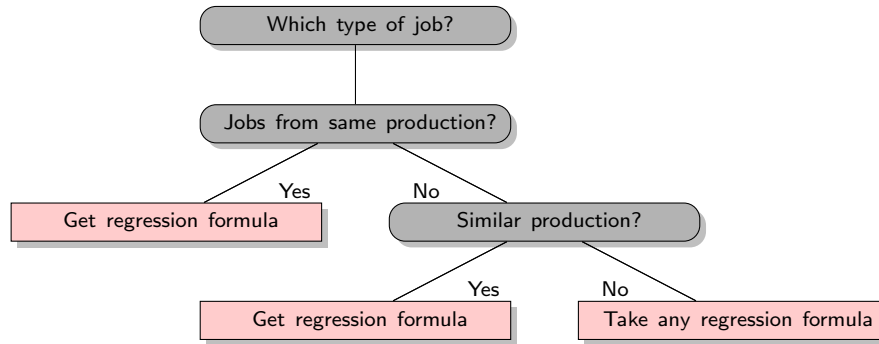 Which type of job?
Jobs from same production?
Yes
No
Get regression formula
Similar production?
Yes
No
Get regression formula
Take any regression formula